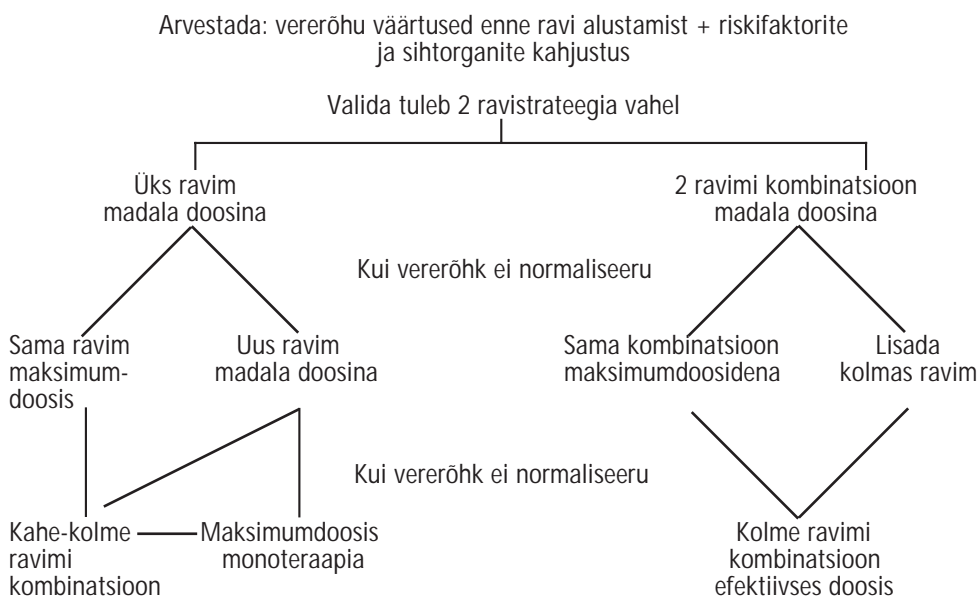 Arvestada: vererõhu väärtused enne ravi alustamist + riskifaktorite
ja sihtorganite kahjustus
Valida tuleb 2 ravistrateegia vahel
Üks ravim
madala doosina
2 ravimi kombinatsioon
madala doosina
Kui vererõhk ei normaliseeru
Sama ravim
maksimum-
doosis
Uus ravim
madala doosina
Sama kombinatsioon
maksimumdoosidena
Lisada
kolmas ravim
Kui vererõhk ei normaliseeru
Kahe-kolme
ravimi
kombinatsioon
Maksimumdoosis
monoteraapia
Kolme ravimi
kombinatsioon
efektiivses doosis